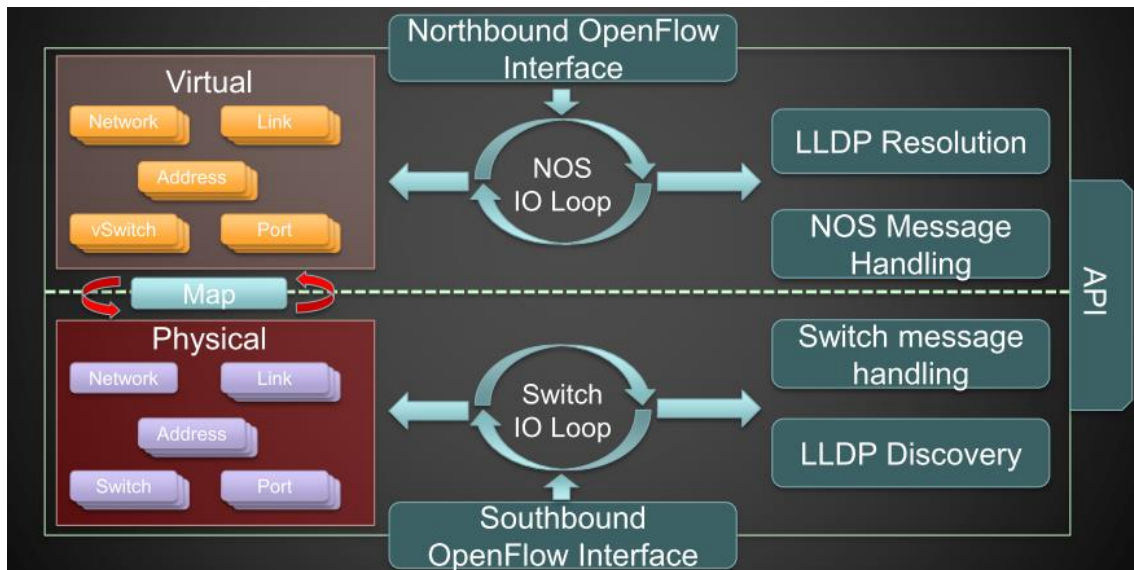 Northbound OpenFlow
Interface
Virtual
Network
Link
Address
vSwitch
Port
NOS
IO Loop
LLDP Resolution
NOS Message
Handling
Map
API
Physical
Network
Link
Address
Switch
Port
Switch
IO Loop
Switch message
handling
LLDP Discovery
Southbound
OpenFlow Interface